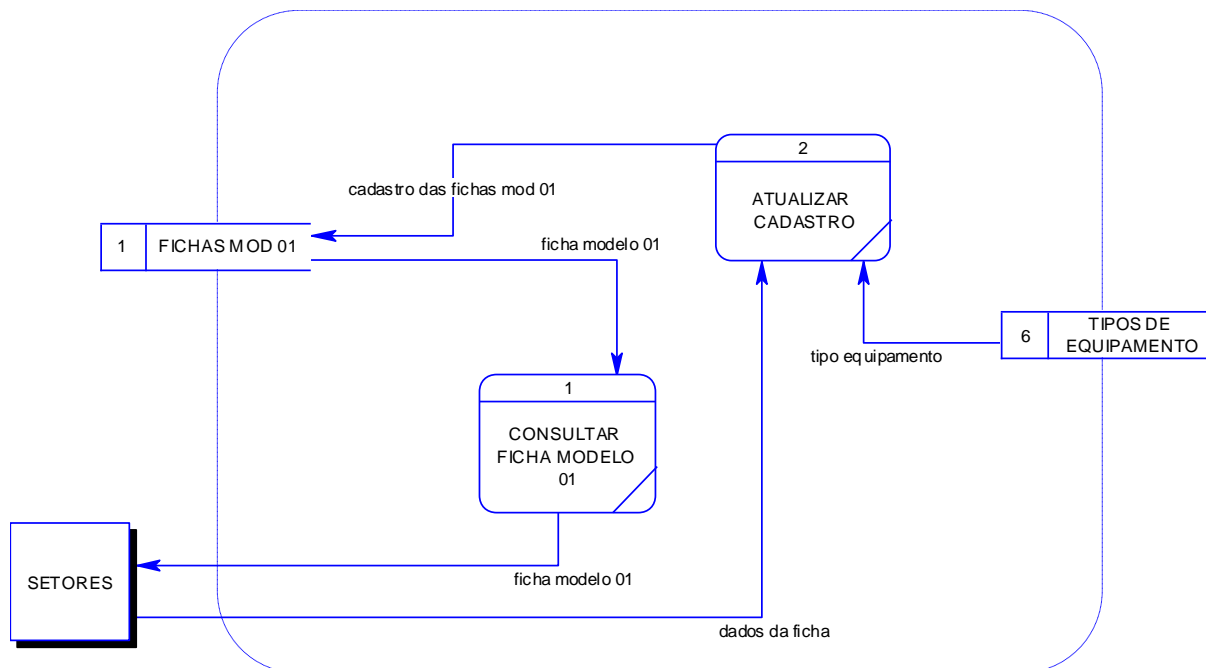 2
ATUALIZAR
CADASTRO
cadastro das fichas mod 01
1
FICHAS MOD 01
ficha modelo 01
6
TIPOS DE
EQUIPAMENTO
tipo equipamento
1
CONSULTAR
FICHA MODELO
01
SETORES
ficha modelo 01
dados da ficha